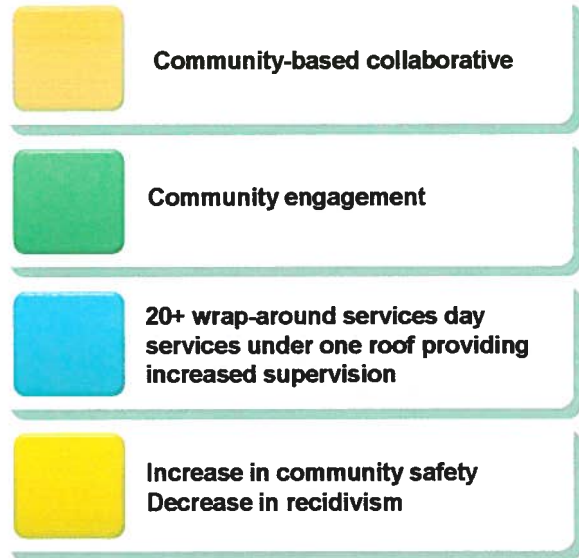 Community-based collaborative
Community engagement
20+ wrap-around services day
services under one roof providing
increased supervision
Increase in community safety
Decrease in recidivism